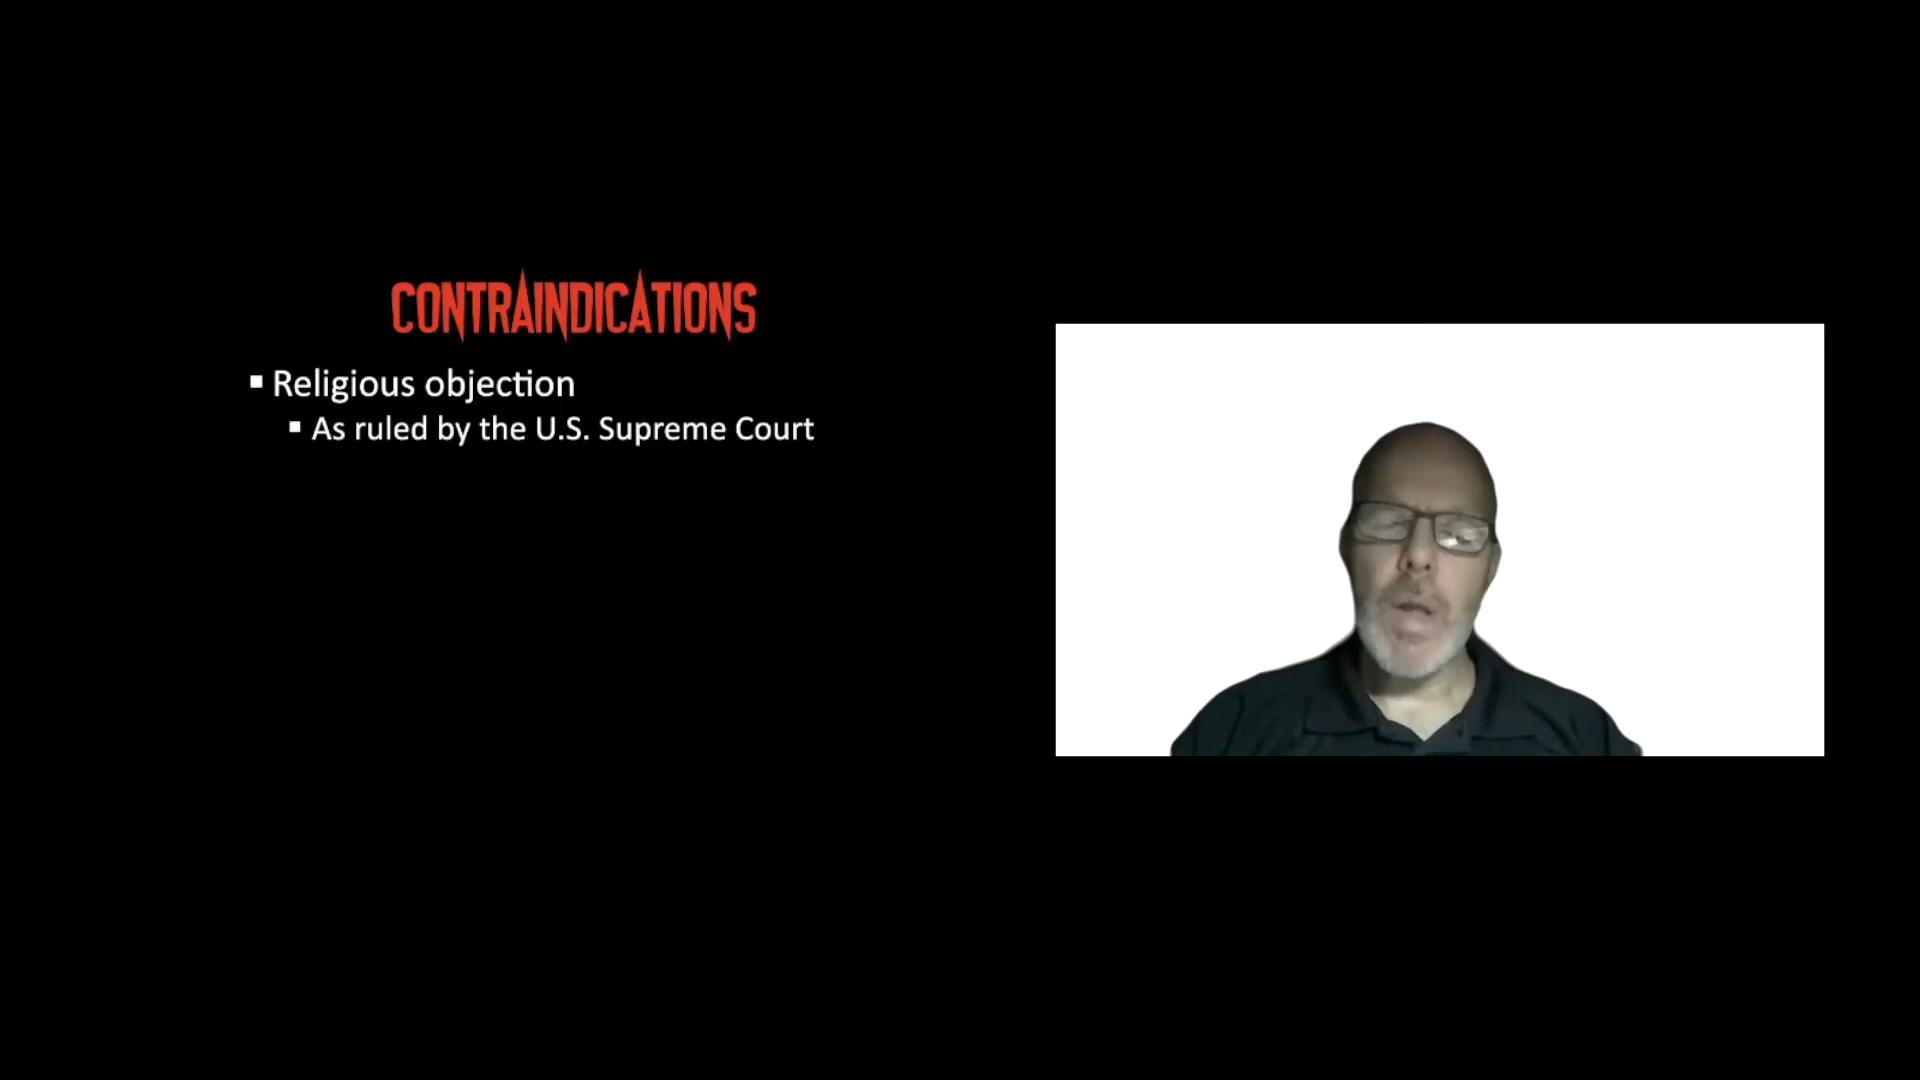 CONTRAINDICATIONS
▪ Religious objection
▪ As ruled by the U.S. Supreme Court